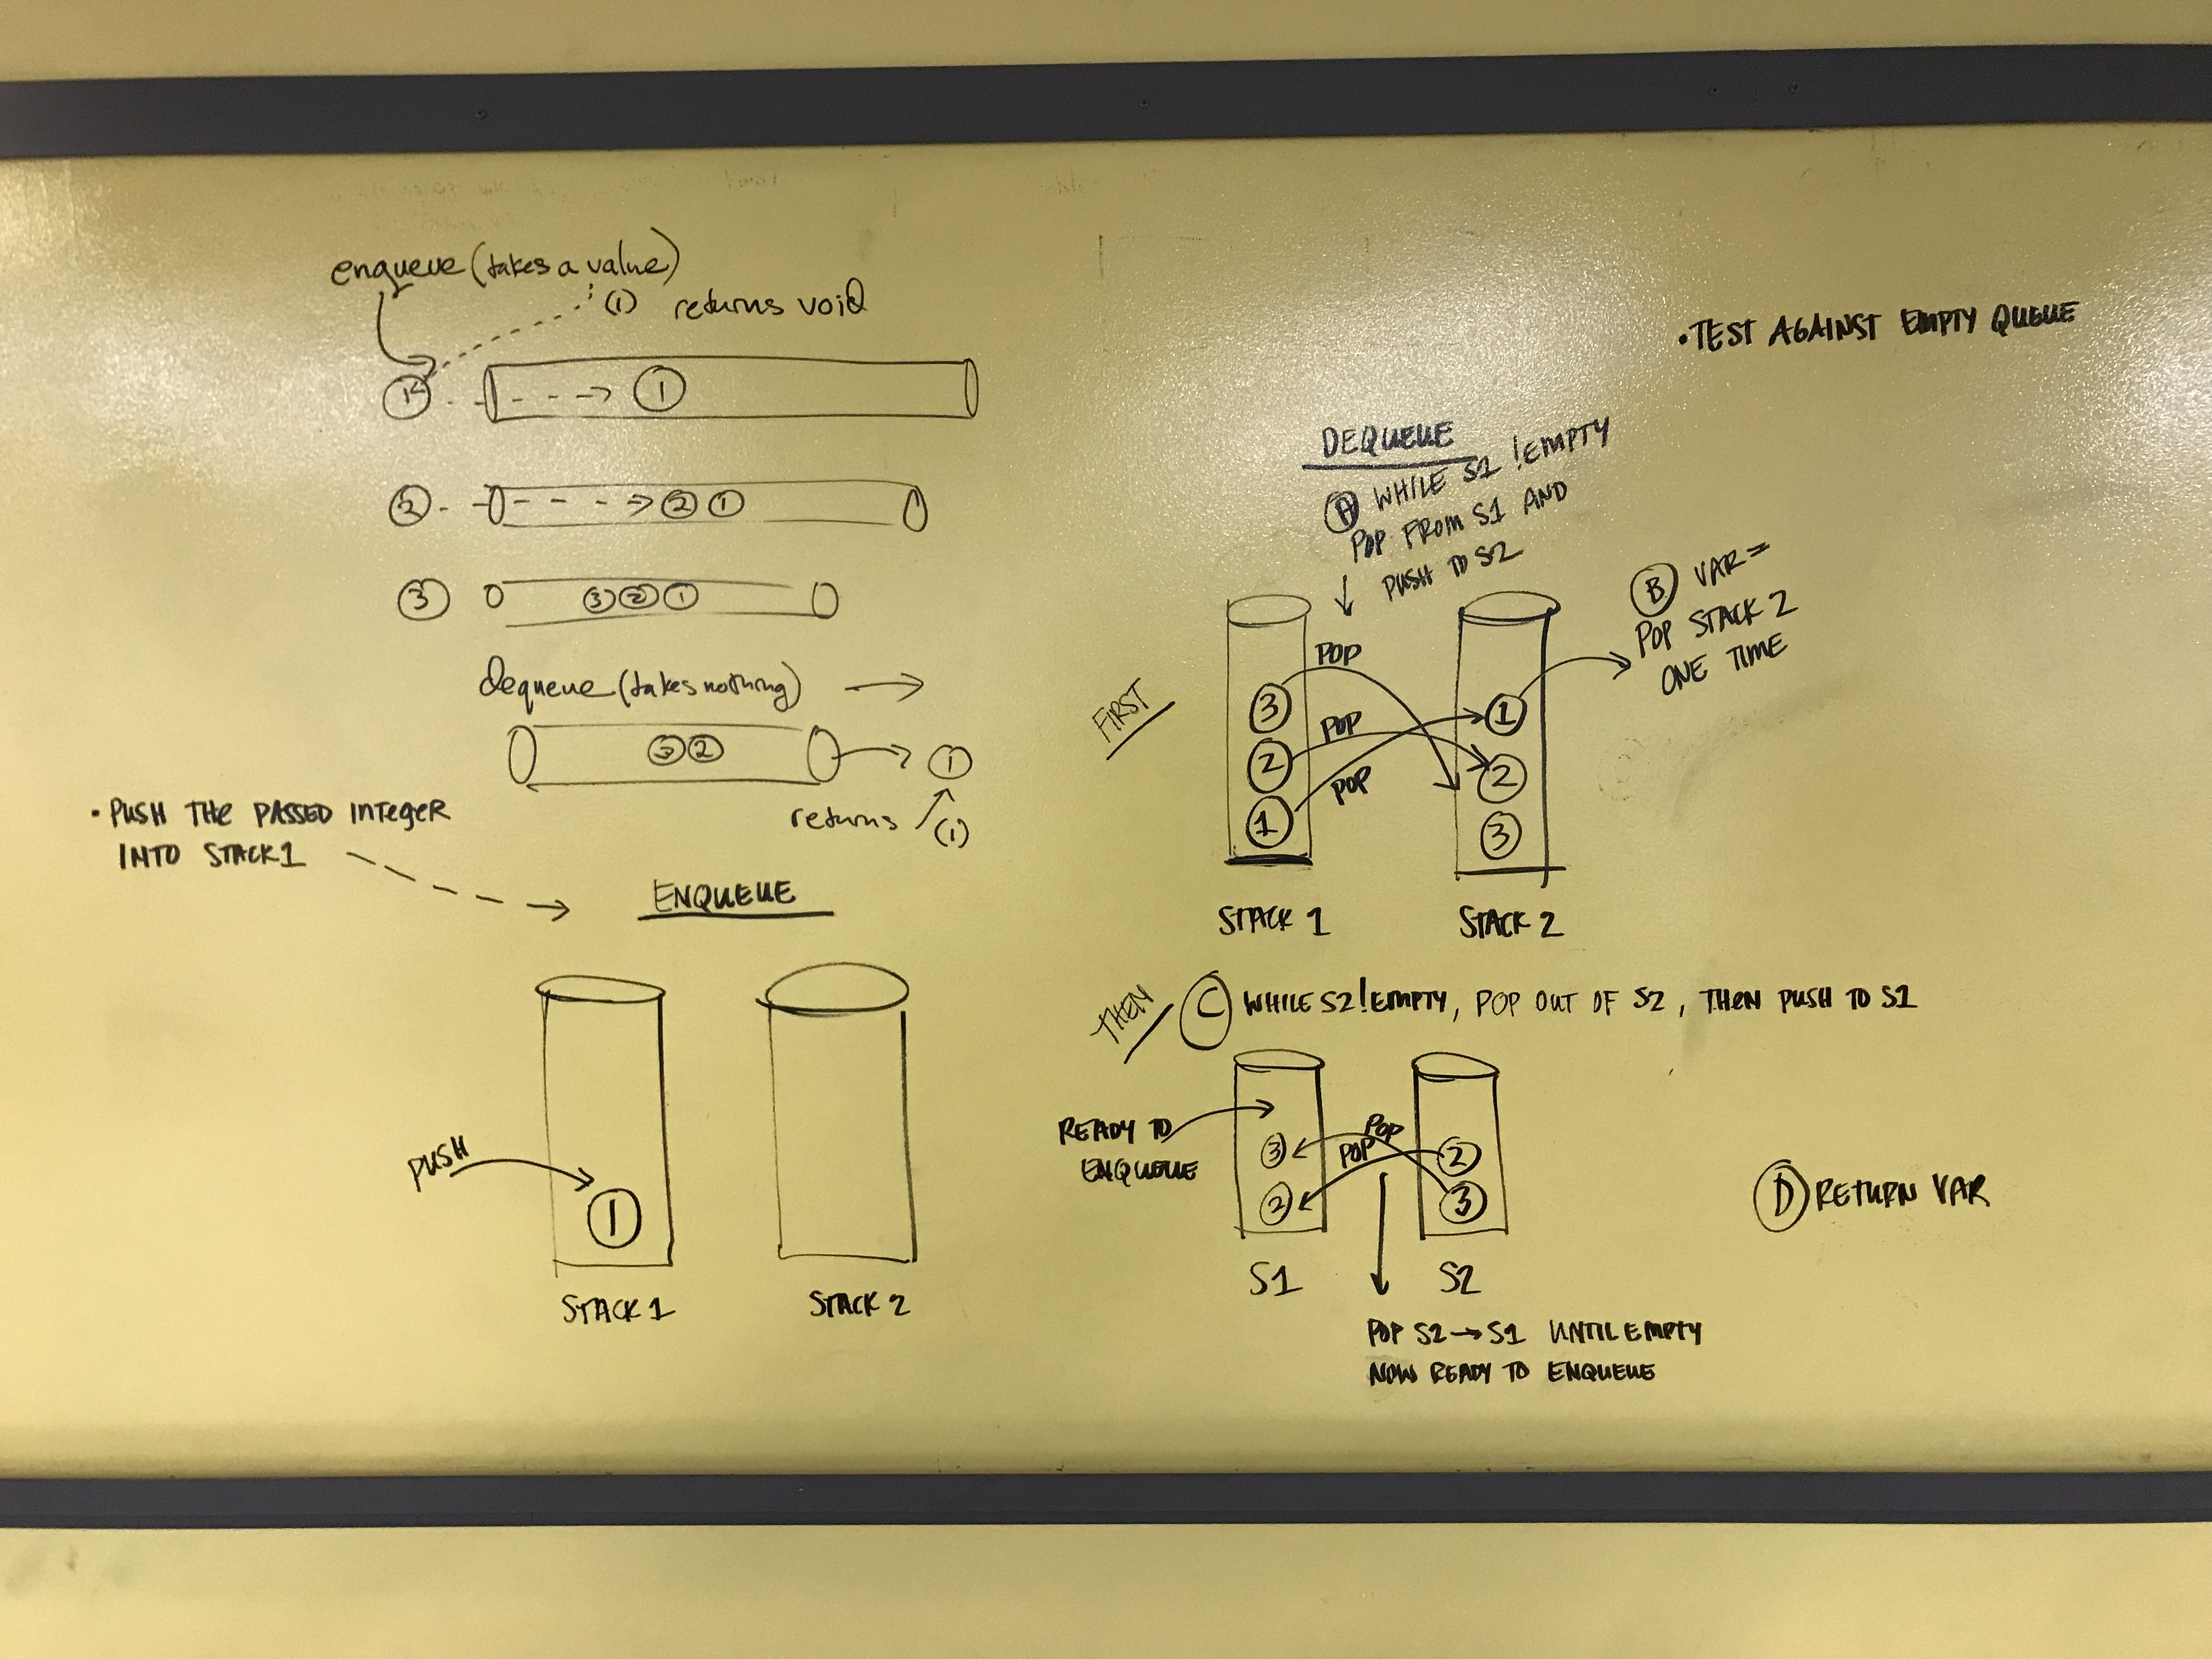 enqueue (takes a value)
(1) returns void
1
1
2
2 1
3
3 2 1
dequeue (takes nothing)
3 2
1
returns (1)
• PUSH THE PASSED INTEGER
INTO STACK 1
ENQUEUE
PUSH
1
STACK 1
STACK 2
• TEST AGAINST EMPTY QUEUE
DEQUEUE
A WHILE S1 !EMPTY
POP FROM S1 AND
PUSH TO S2
B VAR =
POP STACK 2
ONE TIME
FIRST
POP
POP
POP
3
2
1
1
2
3
STACK 1
STACK 2
THEN
C WHILE S2 !EMPTY, POP OUT OF S2, THEN PUSH TO S1
READY TO
ENQUEUE
POP
POP
3
2
2
3
S1
S2
POP S2 → S1 UNTIL EMPTY
NOW READY TO ENQUEUE
D RETURN VAR